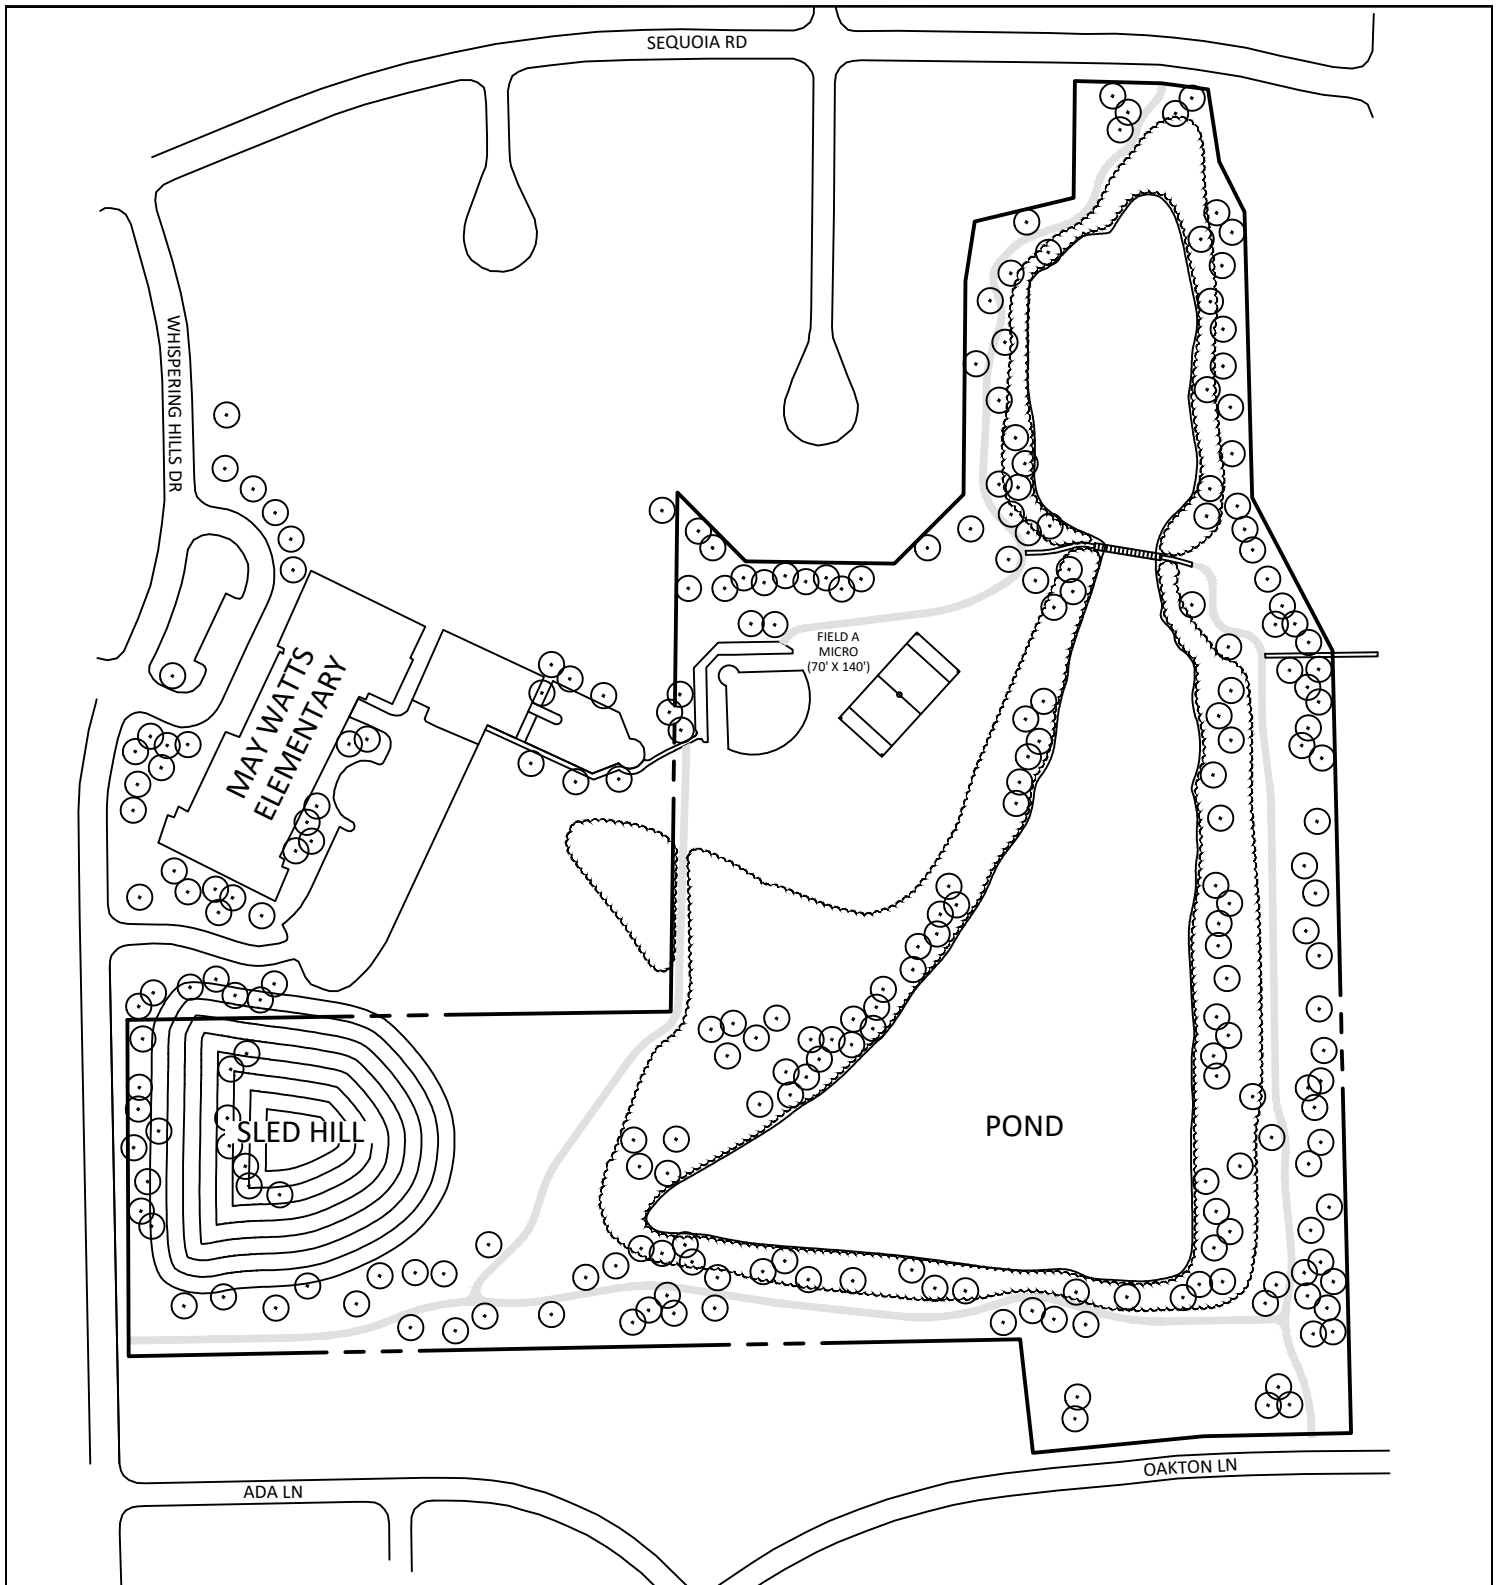 SEQUOIA RD
WHISPERING HILLS DR
FIELD A
MICRO
(70' X 140')
MAY WATTS
ELEMENTARY
POND
SLED HILL
OAKTON LN
ADA LN